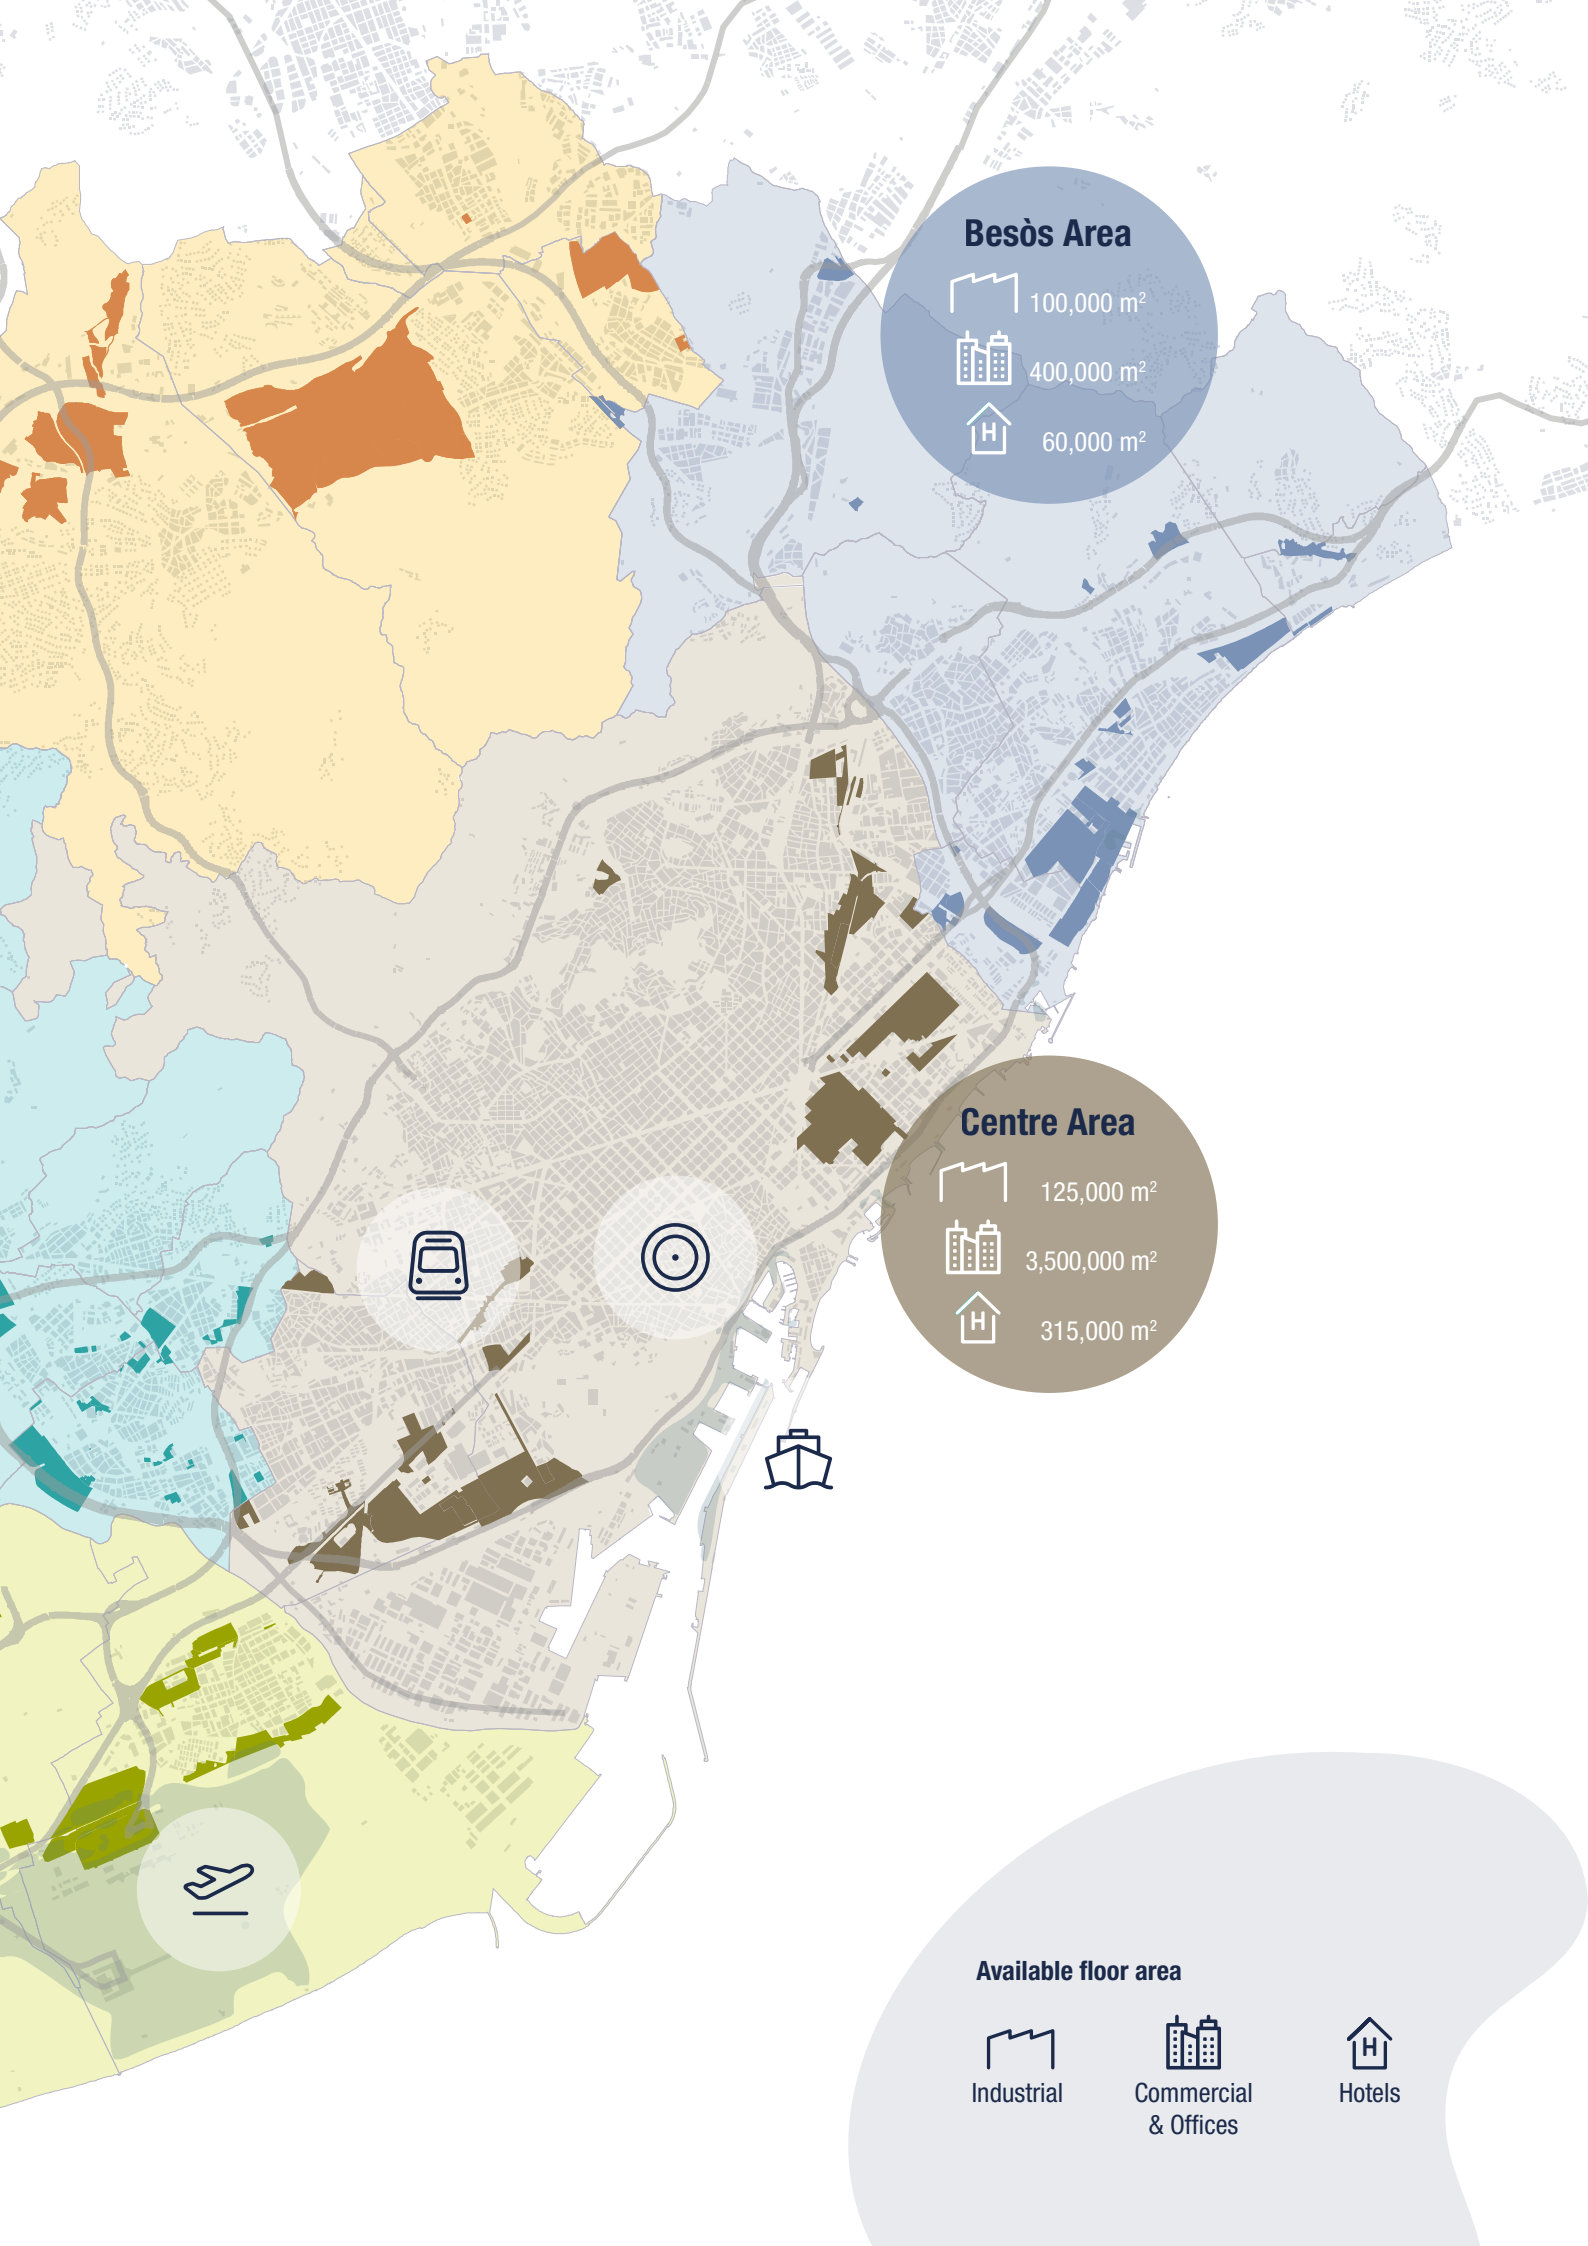 Besòs Area
100,000 m²
400,000 m²
H
60,000 m²
Centre Area
125,000 m²
3,500,000 m²
H
315,000 m²
Available floor area
H
Industrial
Commercial
& Offices
Hotels